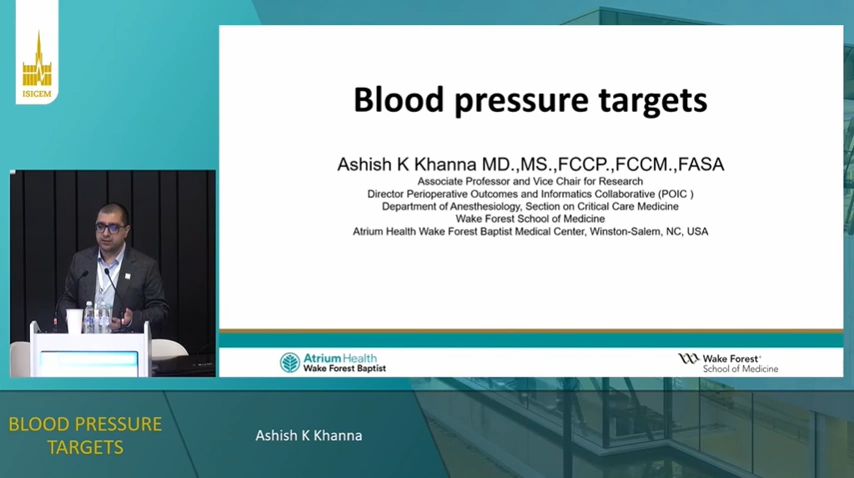 ISICEM
Blood pressure targets
Ashish K Khanna MD.,MS.,FCCP.,FCCM.,FASA
Associate Professor and Vice Chair for Research
Director Perioperative Outcomes and Informatics Collaborative (POIC )
Department of Anesthesiology, Section on Critical Care Medicine
Wake Forest School of Medicine
Atrium Health Wake Forest Baptist Medical Center, Winston-Salem, NC, USA
Atrium Health
Wake Forest Baptist
Wake Forest®
School of Medicine
BLOOD PRESSURE
TARGETS
Ashish K Khanna